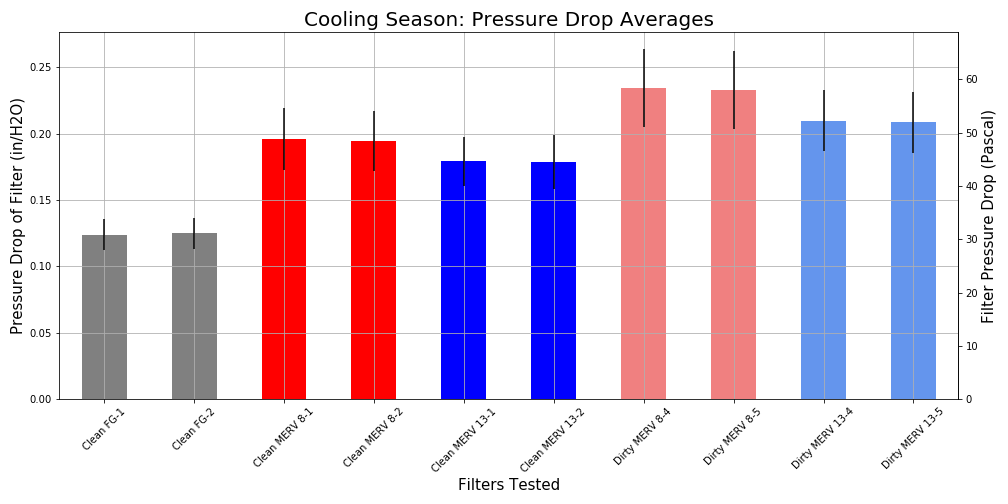 Cooling Season: Pressure Drop Averages
Pressure Drop of Filter (in/H2O)
0.25
0.20
0.15
0.10
0.05
0.00
60
50
40
30
20
10
0
Filter Pressure Drop (Pascal)
Clean FG-1
Clean FG-2
Clean MERV 8-1
Clean MERV 8-2
Clean MERV 13-1
Clean MERV 13-2
Dirty MERV 8-4
Dirty MERV 8-5
Dirty MERV 13-4
Dirty MERV 13-5
Filters Tested